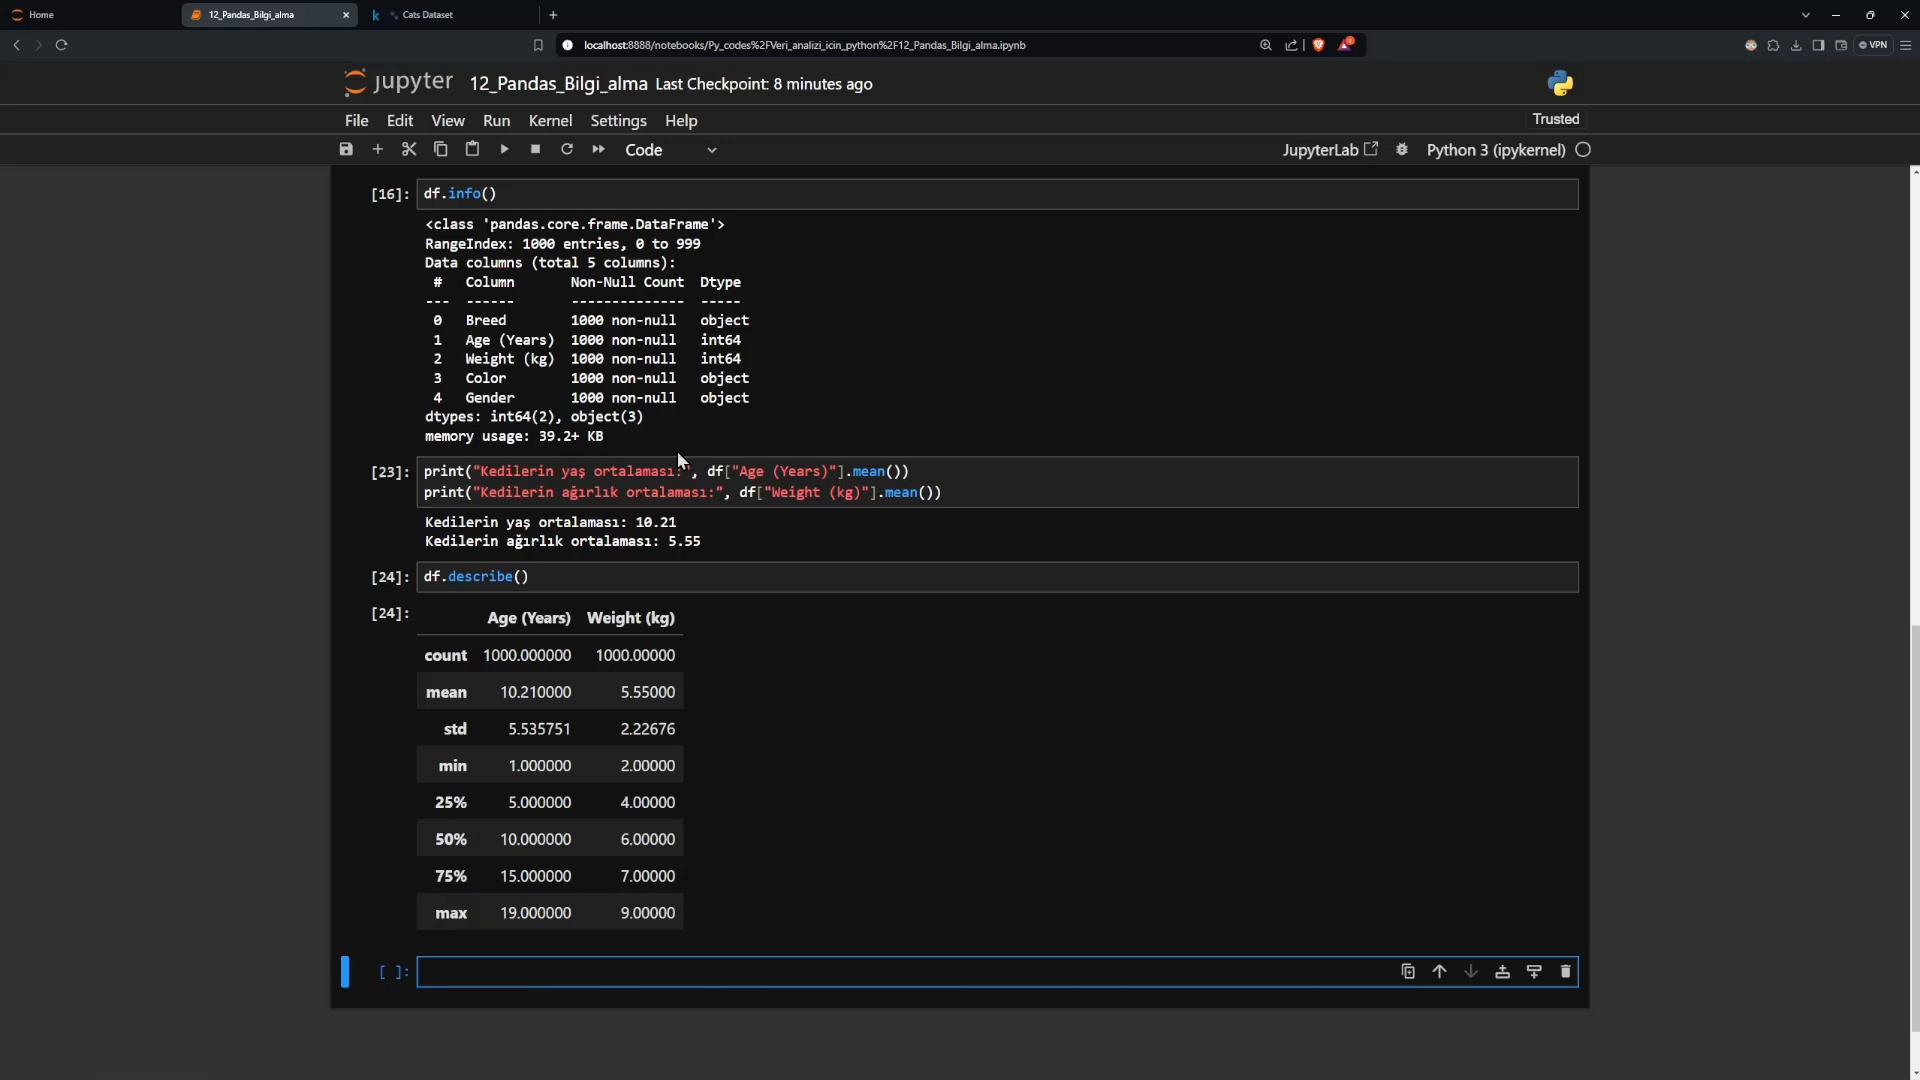 Home
12_Pandas_Bilgi_alma
Cats Dataset
localhost:8888/notebooks/Py_codes%2FVeri_analizi_icin_python%2F12_Pandas_Bilgi_alma.ipynb
VPN
jupyter 12_Pandas_Bilgi_alma Last Checkpoint: 8 minutes ago
File Edit View Run Kernel Settings Help
Trusted
Code
JupyterLab
Python 3 (ipykernel)
[16]: df.info()
<class 'pandas.core.frame.DataFrame'>
RangeIndex: 1000 entries, 0 to 999
Data columns (total 5 columns):
# Column Non-Null Count Dtype
--- ------ -------------- -----
0 Breed 1000 non-null object
1 Age (Years) 1000 non-null int64
2 Weight (kg) 1000 non-null int64
3 Color 1000 non-null object
4 Gender 1000 non-null object
dtypes: int64(2), object(3)
memory usage: 39.2+ KB
[23]: print("Kedilerin yaş ortalaması:", df["Age (Years)"].mean())
print("Kedilerin ağırlık ortalaması:", df["Weight (kg)"].mean())
Kedilerin yaş ortalaması: 10.21
Kedilerin ağırlık ortalaması: 5.55
[24]: df.describe()
[24]: Age (Years) Weight (kg)
count 1000.000000 1000.00000
mean 10.210000 5.55000
std 5.535751 2.22676
min 1.000000 2.00000
25% 5.000000 4.00000
50% 10.000000 6.00000
75% 15.000000 7.00000
max 19.000000 9.00000
[ ]: